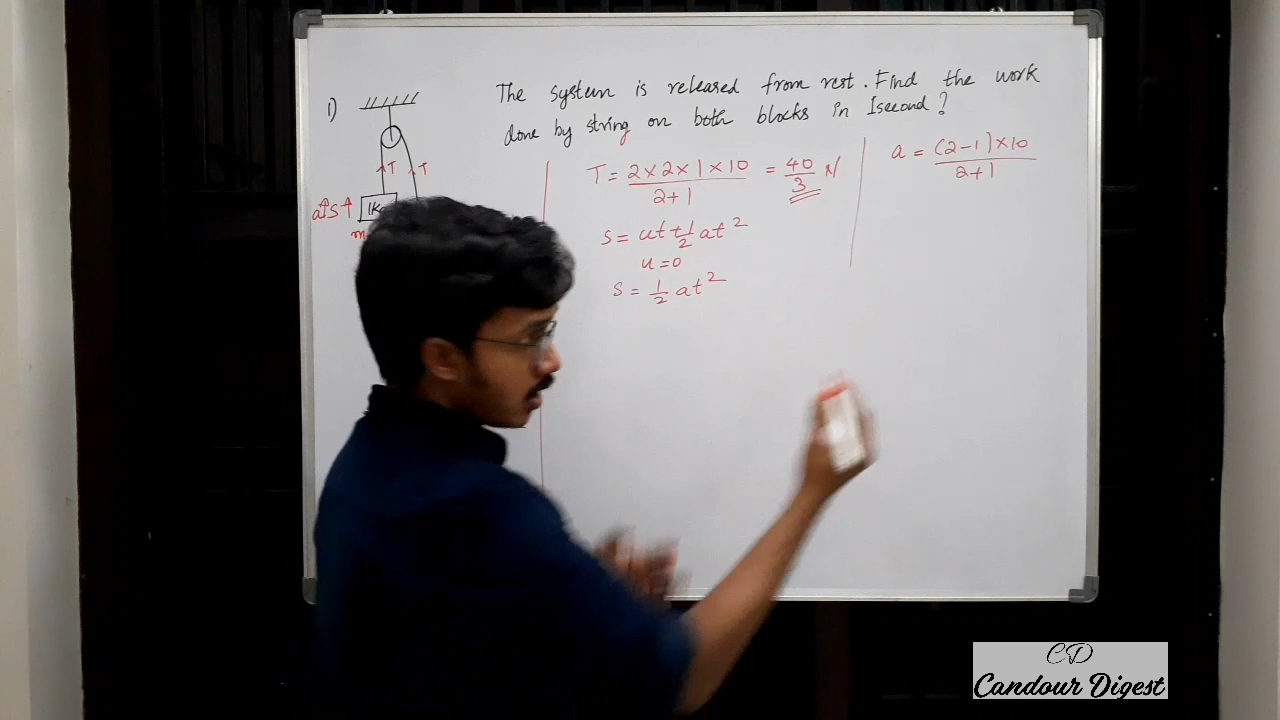 1)
The system is released from rest. Find the work
done by string on both blocks in 1second?
T T
a S 1K
m
T = 2×2×1×10 / 2+1 = 40/3 N
S = ut + 1/2 at²
u = 0
S = 1/2 at²
a = (2-1)×10 / 2+1
CD
Candour Digest